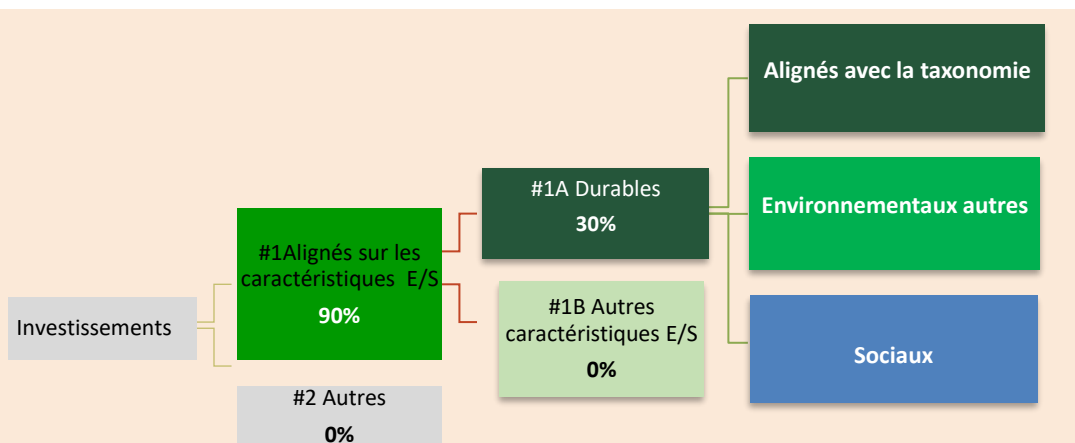 Investissements
#1Alignés sur les
caractéristiques E/S
90%
#2 Autres
0%
#1A Durables
30%
#1B Autres
caractéristiques E/S
0%
Alignés avec la taxonomie
Environnementaux autres
Sociaux